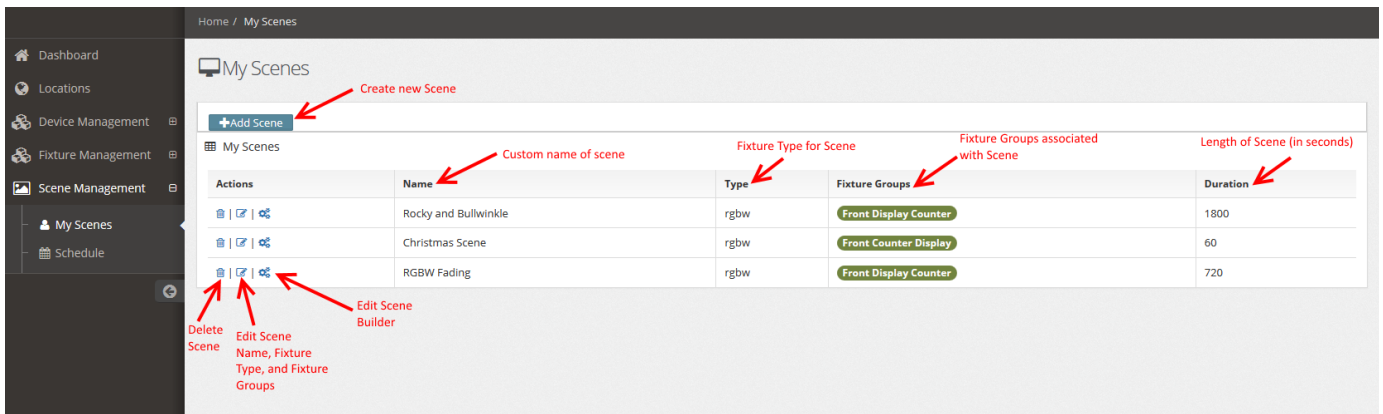 Home / My Scenes
Dashboard
Locations
Device Management
Fixture Management
Scene Management
My Scenes
Schedule
My Scenes
Create new Scene
Add Scene
My Scenes
Custom name of scene
Fixture Type for Scene
Fixture Groups associated
with Scene
Length of Scene (in seconds)
Actions Name Type Fixture Groups Duration
| | Rocky and Bullwinkle rgbw Front Display Counter 1800
| | Christmas Scene rgbw Front Counter Display 60
| | RGBW Fading rgbw Front Display Counter 720
Delete
Scene
Edit Scene
Name, Fixture
Type, and Fixture
Groups
Edit Scene
Builder